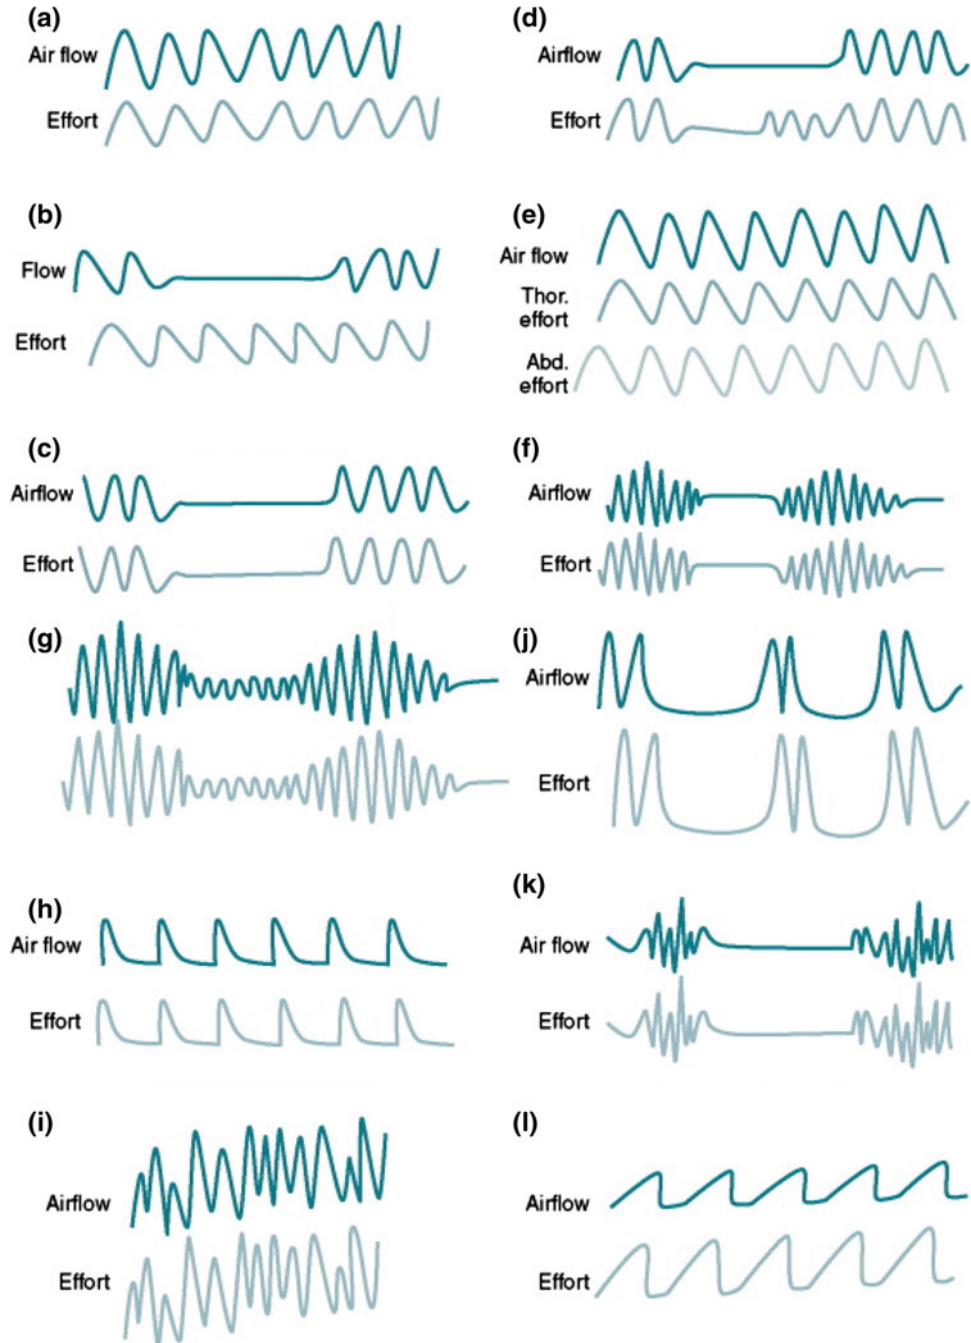 (a)
Air flow
Effort
(b)
Flow
Effort
(c)
Airflow
Effort
(d)
Airflow
Effort
(e)
Air flow
Thor.
effort
Abd.
effort
(f)
Airflow
Effort
(g)
(j)
Airflow
Effort
(h)
Air flow
Effort
(k)
Air flow
Effort
(i)
Airflow
Effort
(l)
Airflow
Effort